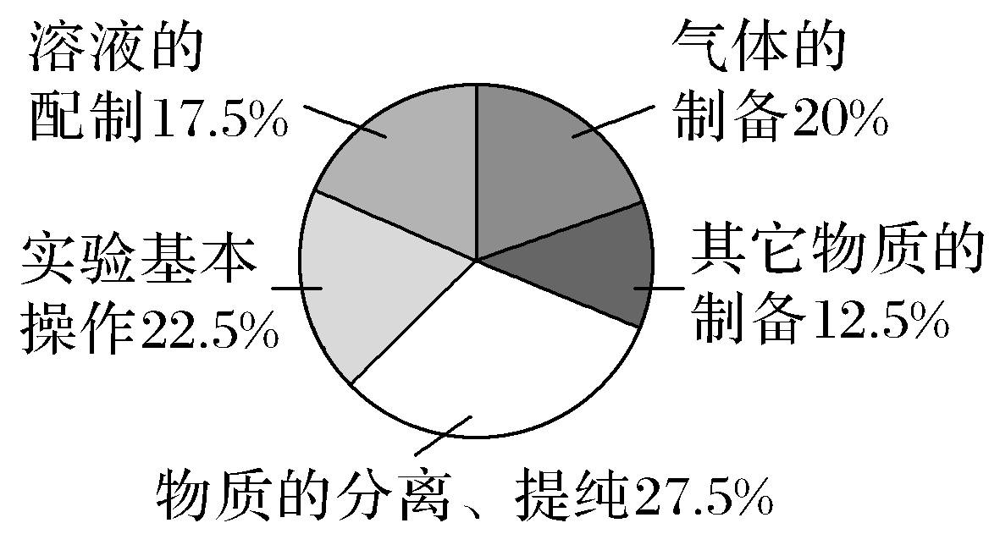 溶液的
配制17.5%
气体的
制备20%
实验基本
操作22.5%
其它物质的
制备12.5%
物质的分离、提纯27.5%